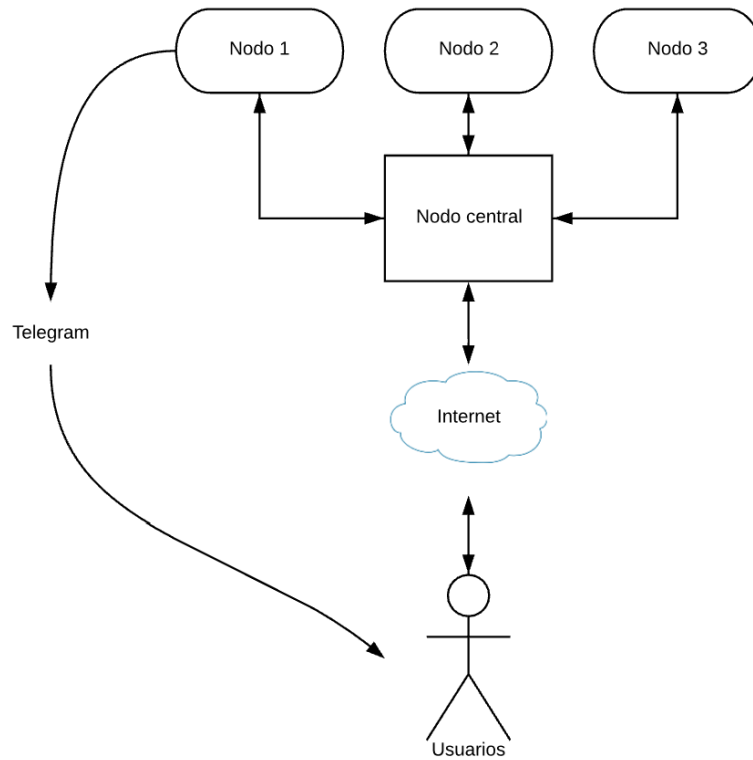 Nodo 1
Nodo 2
Nodo 3
Nodo central
Telegram
Internet
Usuarios